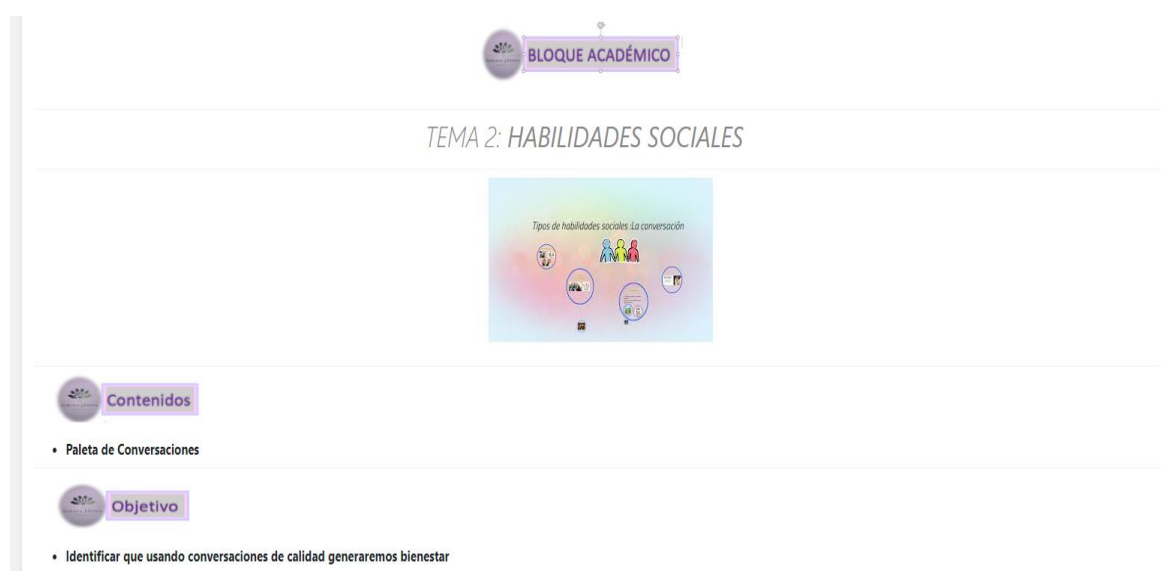 BLOQUE ACADÉMICO
TEMA 2: HABILIDADES SOCIALES
Tipos de habilidades sociales :La conversación
Contenidos
• Paleta de Conversaciones
Objetivo
• Identificar que usando conversaciones de calidad generaremos bienestar